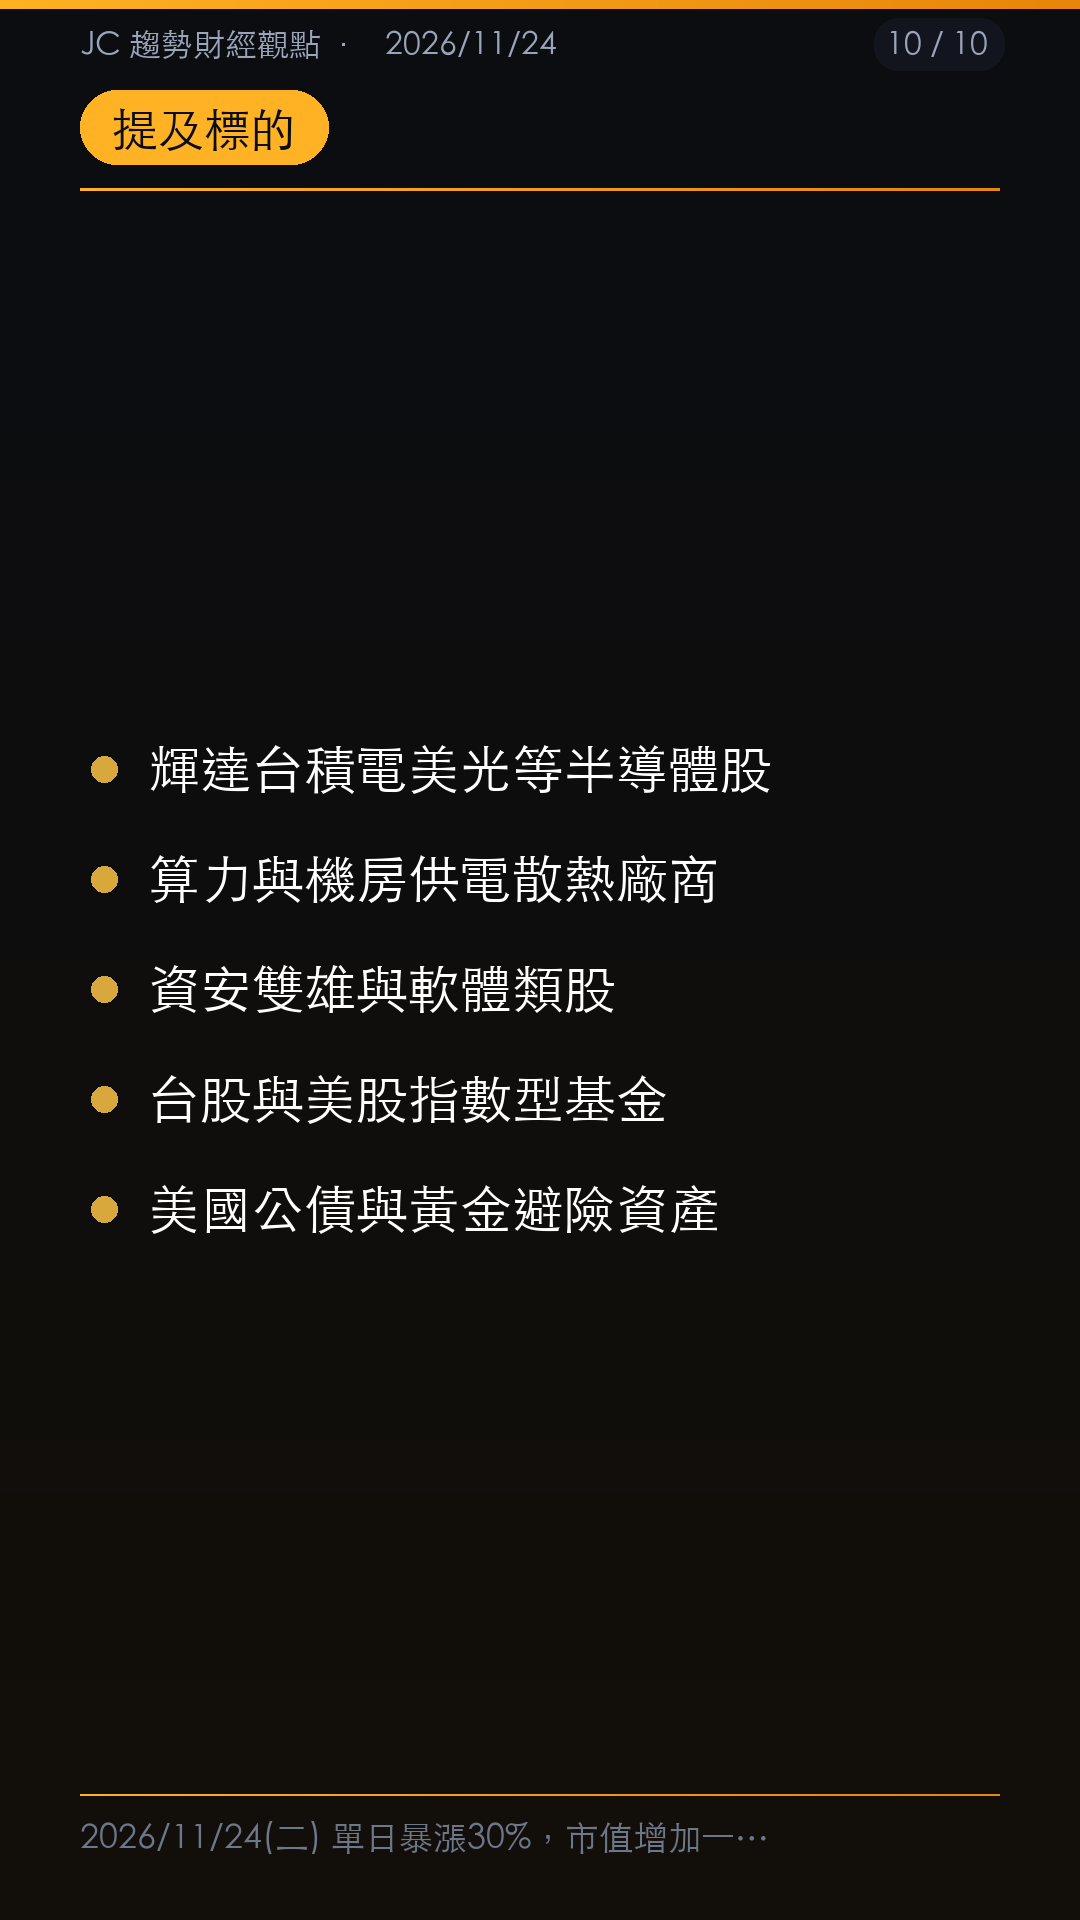 JC 趨勢財經觀點 · 2026/11/24
10 / 10
提及標的
輝達台積電美光等半導體股
算力與機房供電散熱廠商
資安雙雄與軟體類股
台股與美股指數型基金
美國公債與黃金避險資產
2026/11/24(二) 單日暴漲30%，市值增加一⋯